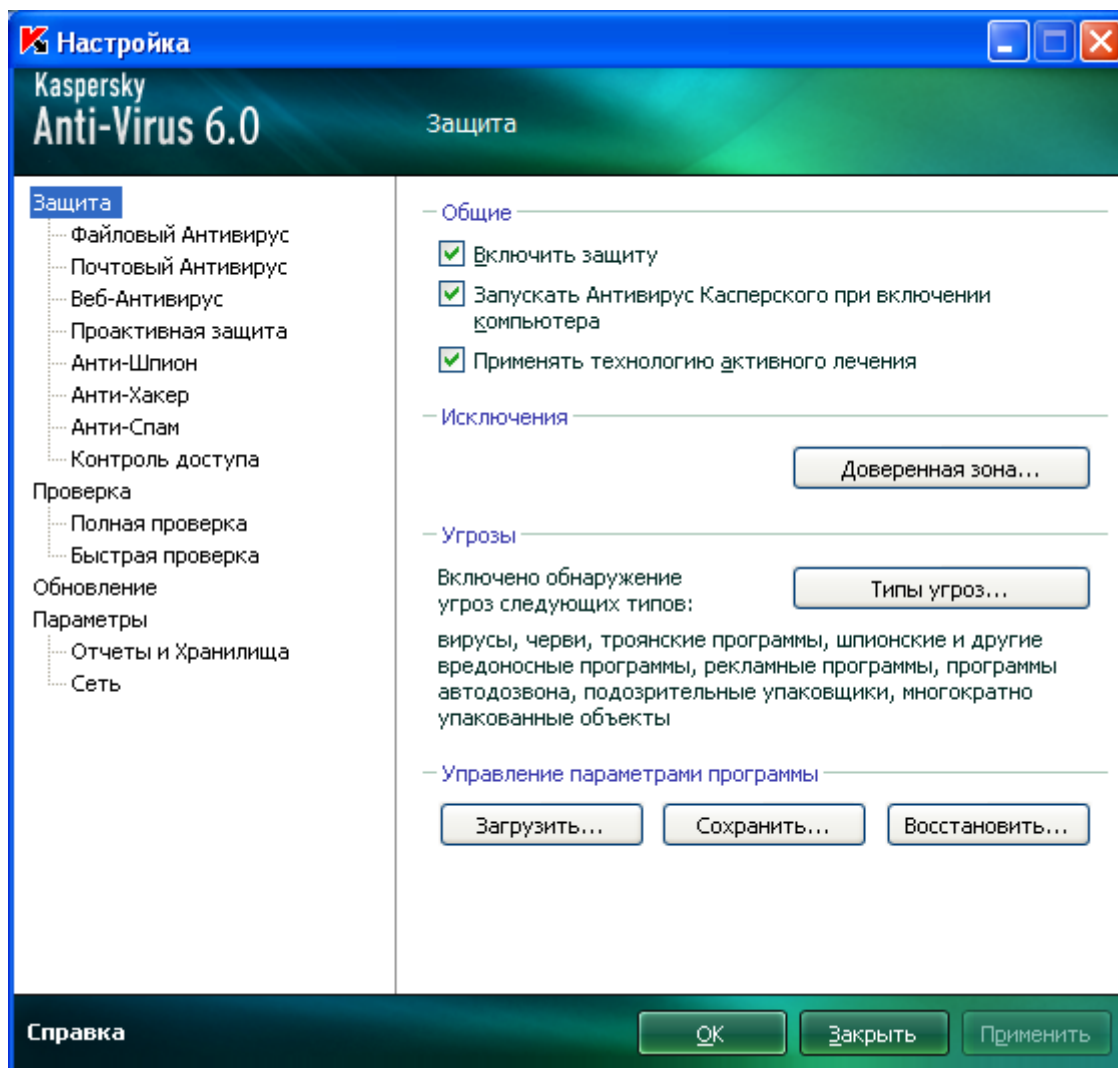 Настройка
Kaspersky
Anti-Virus 6.0
Защита
Защита
Файловый Антивирус
Почтовый Антивирус
Веб-Антивирус
Проактивная защита
Анти-Шпион
Анти-Хакер
Анти-Спам
Контроль доступа
Проверка
Полная проверка
Быстрая проверка
Обновление
Параметры
Отчеты и Хранилища
Сеть
Общие
Включить защиту
Запускать Антивирус Касперского при включении
компьютера
Применять технологию активного лечения
Исключения
Доверенная зона...
Угрозы
Включено обнаружение
угроз следующих типов:
Типы угроз...
вирусы, черви, троянские программы, шпионские и другие
вредоносные программы, рекламные программы, программы
автодозвона, подозрительные упаковщики, многократно
упакованные объекты
Управление параметрами программы
Загрузить...
Сохранить...
Восстановить...
Справка
OK
Закрыть
Применить